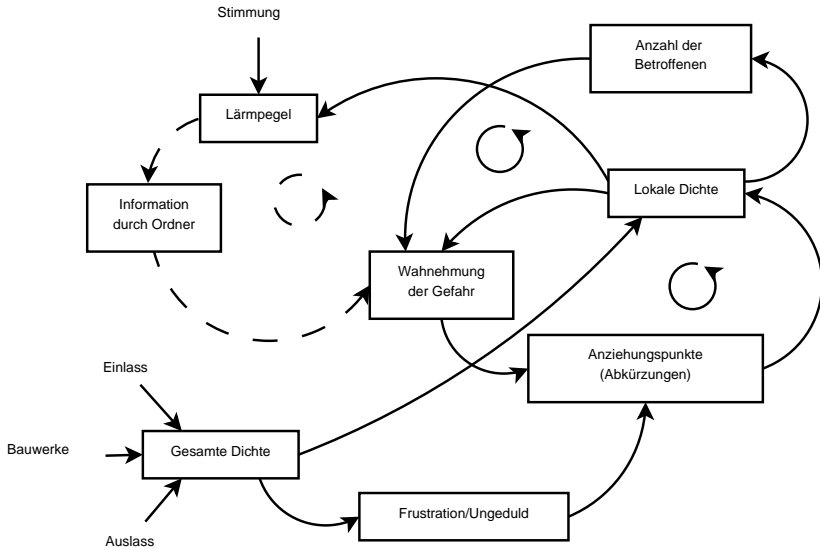 Stimmung
Anzahl der
Betroffenen
Lärmpegel
Information
durch Ordner
Lokale Dichte
Wahnehmung
der Gefahr
Anziehungspunkte
(Abkürzungen)
Einlass
Bauwerke
Gesamte Dichte
Auslass
Frustration/Ungeduld